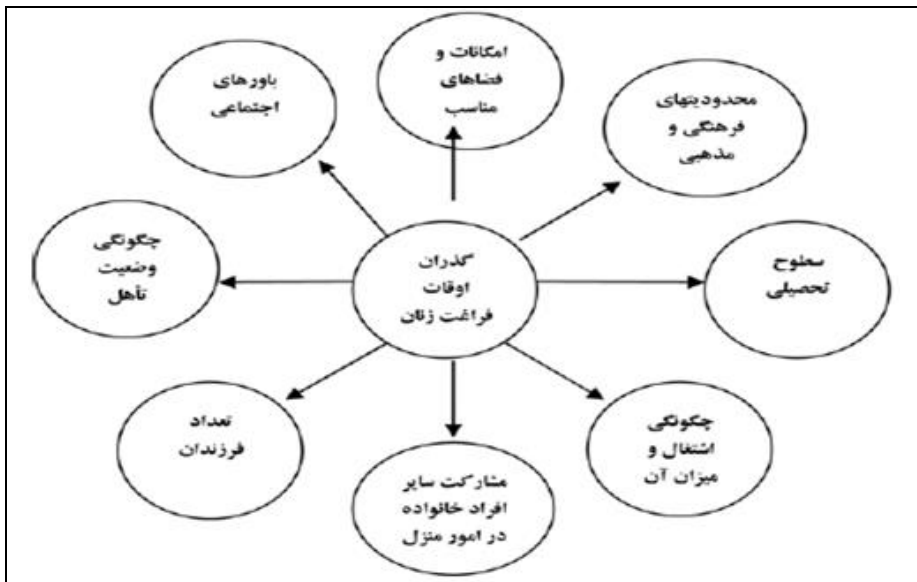 امکانات و
فضاهای
مناسب
محدودیتهای
فرهنگی و
مذهبی
سطوح
تحصیلی
چگونگی
اشتغال و
میزان آن
مشارکت سایر
افراد خانواده
در امور منزل
تعداد
فرزندان
چگونگی
وضعیت
تأهل
باورهای
اجتماعی
گذران
اوقات
فراغت زنان